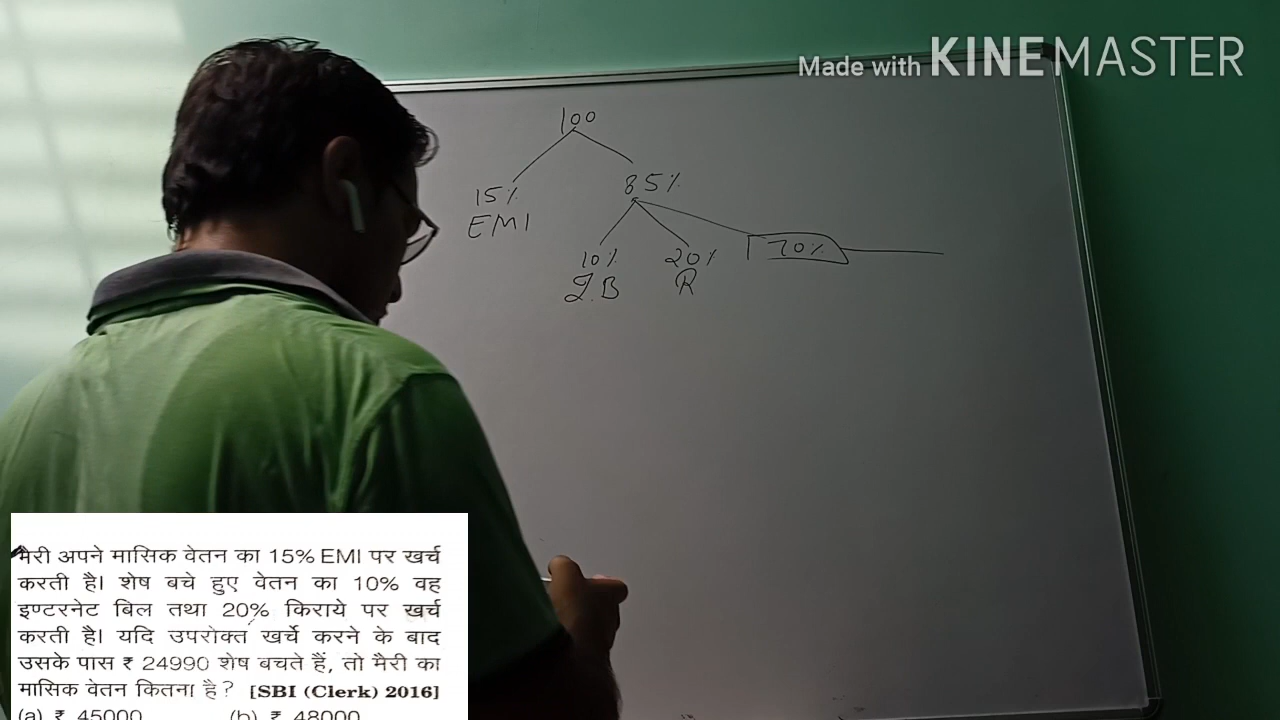 Made with KINEMASTER
100
15% 85%
EMI
10% 20% 70%
I.B R
मैरी अपने मासिक वेतन का 15% EMI पर खर्च
करती है। शेष बचे हुए वेतन का 10% वह
इण्टरनेट बिल तथा 20% किराये पर खर्च
करती है। यदि उपरोक्त खर्चे करने के बाद
उसके पास ₹ 24990 शेष बचते हैं, तो मैरी का
मासिक वेतन कितना है? [SBI (Clerk) 2016]
(a) ₹ 45000 (b) ₹ 48000